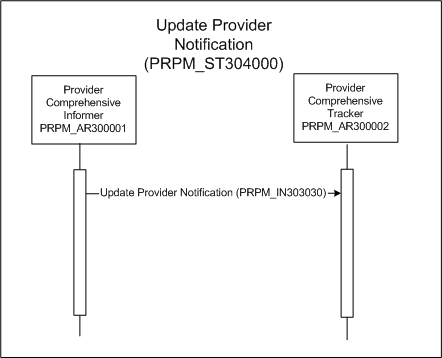 Update Provider
Notification
(PRPM_ST304000)
Provider
Comprehensive
Informer
PRPM_AR300001
Provider
Comprehensive
Tracker
PRPM_AR300002
Update Provider Notification (PRPM_IN303030)